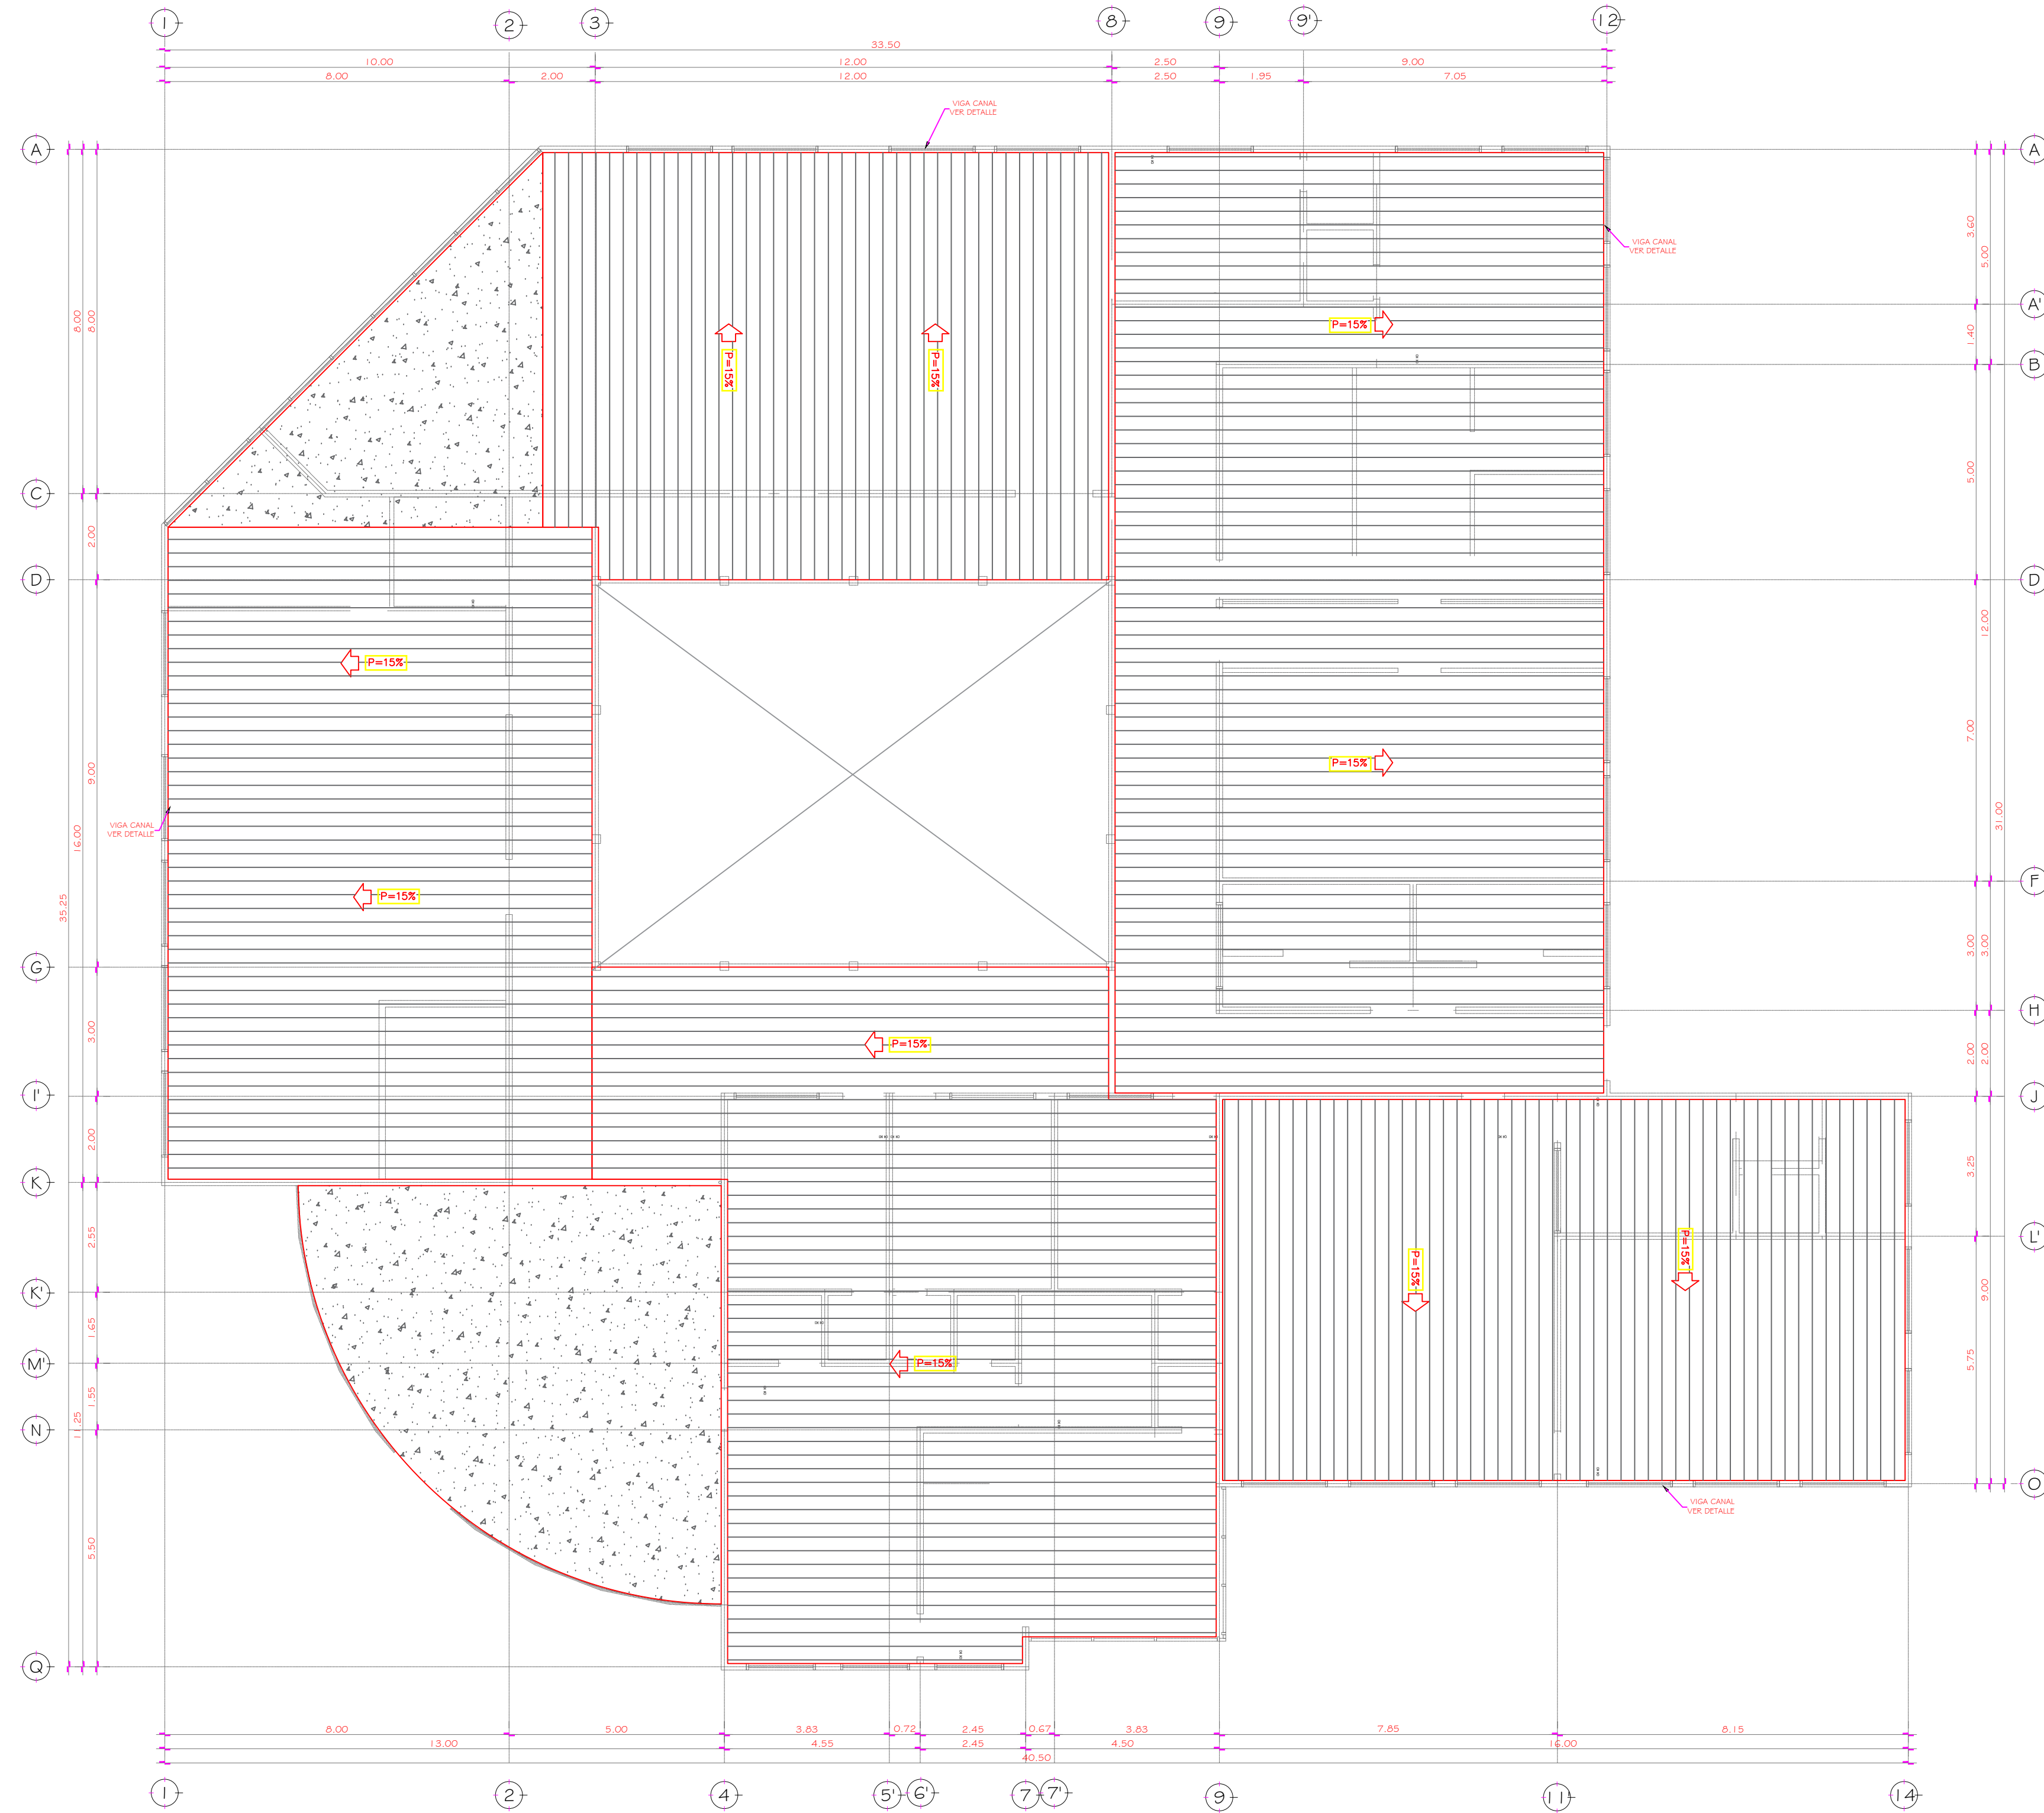 1 2 3 8 9 9' 12
33.50
10.00 12.00 2.50 9.00
8.00 2.00 12.00 2.50 1.95 7.05
VIGA CANAL
VER DETALLE
A A
3.60
5.00
VIGA CANAL
VER DETALLE
8.00 8.00
A'
P=15%
1.40
P=15% P=15%
B
5.00
C
2.00
D D
12.00
P=15%
7.00
9.00
P=15%
31.00
VIGA CANAL
VER DETALLE
16.00
35.25
F
P=15%
3.00 3.00
G
H
3.00
P=15%
2.00 2.00
I' J
2.00
3.25
K
2.55
L'
P=15%
P=15%
9.00
K'
1.65
M'
P=15%
5.75
1.55
11.25
N
O
VIGA CANAL
VER DETALLE
5.50
Q
8.00 5.00 3.83 0.72 2.45 0.67 3.83 7.85 8.15
13.00 4.55 2.45 4.50 16.00
40.50
1 2 4 5' 6' 7 7' 9 11' 14